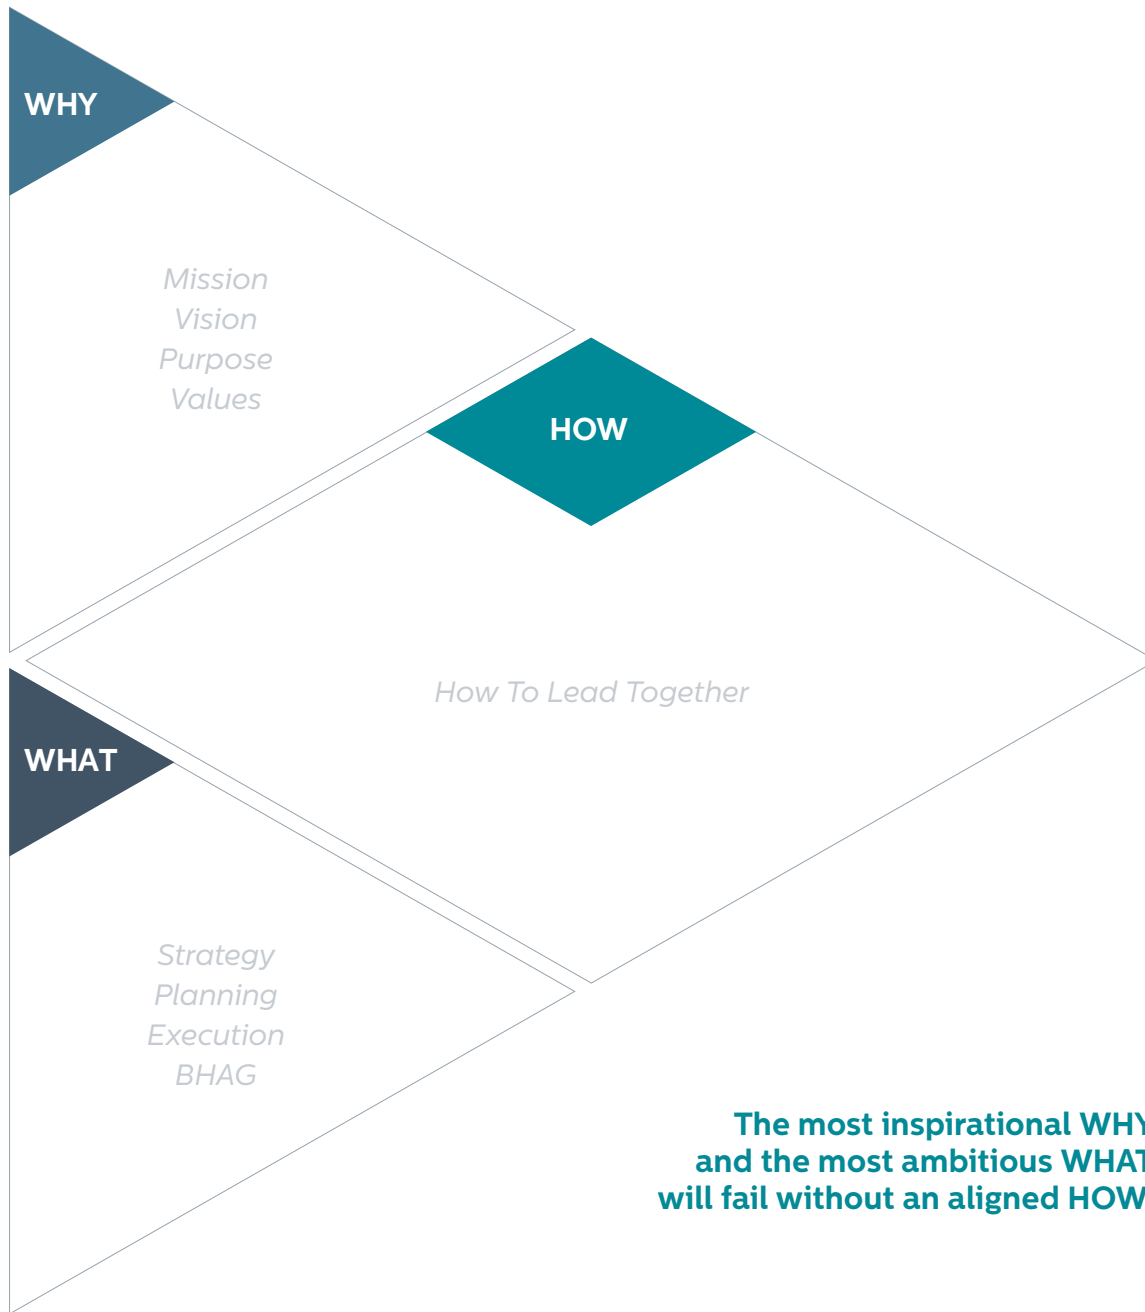 WHY
Mission
Vision
Purpose
Values
HOW
How To Lead Together
WHAT
Strategy
Planning
Execution
BHAG
The most inspirational WHY
and the most ambitious WHAT
will fail without an aligned HOW